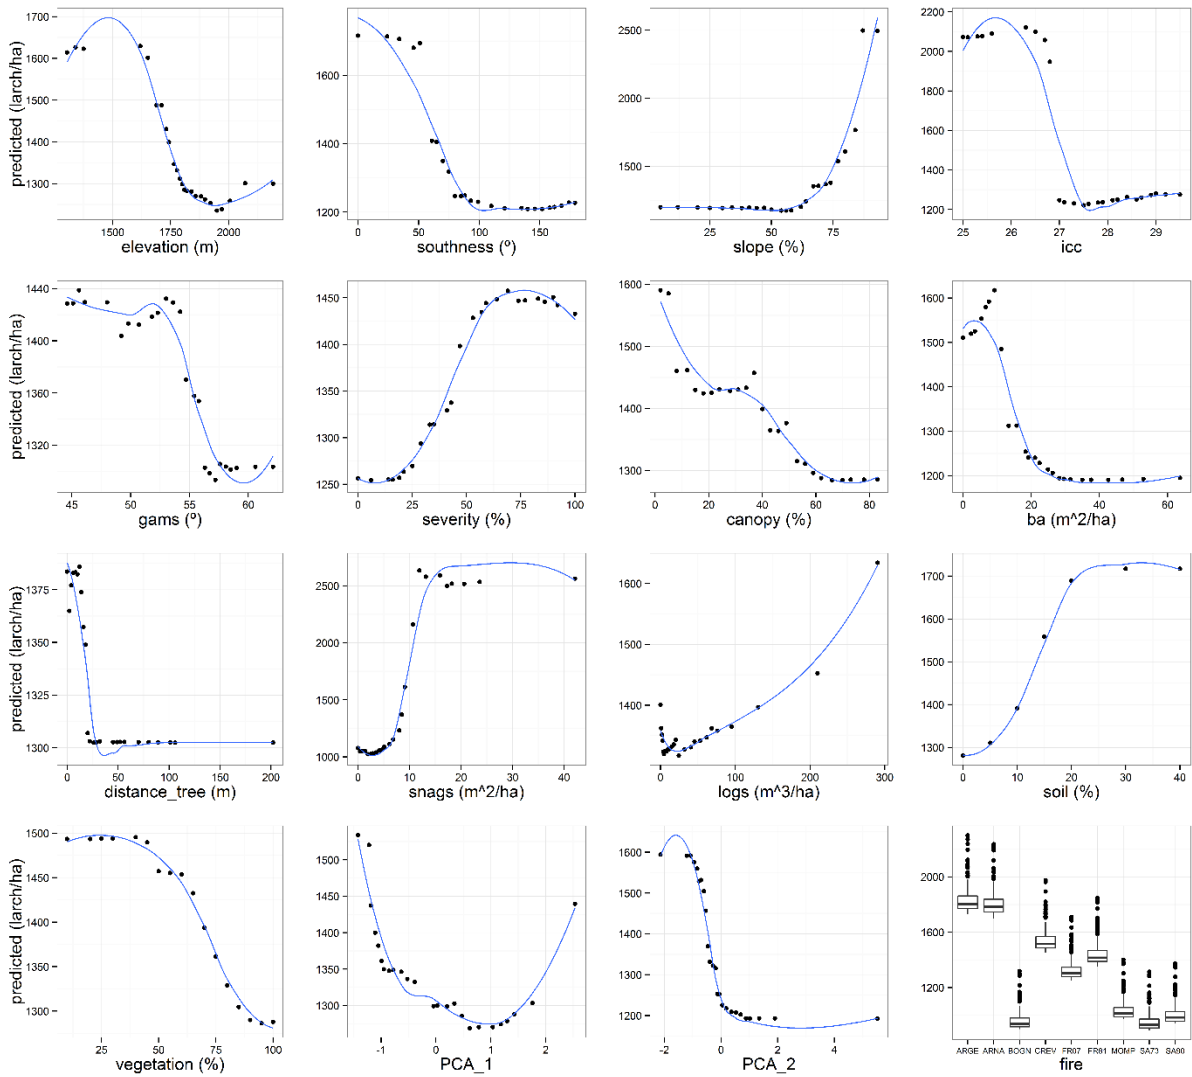 1700
1600
1500
1400
1300
predicted (larch/ha)
1500 1750 2000
elevation (m)
1600
1400
1200
0 50 100 150
southness (º)
2500
2000
1500
25 50 75
slope (%)
2200
2000
1800
1600
1400
1200
25 26 27 28 29
icc
1440
1400
1360
1320
predicted (larch/ha)
45 50 55 60
gams (º)
1450
1400
1350
1300
1250
0 25 50 75 100
severity (%)
1600
1500
1400
1300
0 20 40 60 80
canopy (%)
1600
1500
1400
1300
1200
0 20 40 60
ba (m^2/ha)
1375
1350
1325
1300
predicted (larch/ha)
0 50 100 150 200
distance_tree (m)
2500
2000
1500
1000
0 10 20 30 40
snags (m^2/ha)
1600
1500
1400
0 100 200 300
logs (m^3/ha)
1700
1600
1500
1400
1300
0 10 20 30 40
soil (%)
1500
1450
1400
1350
1300
predicted (larch/ha)
25 50 75 100
vegetation (%)
1500
1450
1400
1350
1300
-1 0 1 2
PCA_1
1600
1500
1400
1300
1200
-2 0 2 4
PCA_2
2000
1600
1200
ARGE ARNA BOGN CREV FR07 FR81 MOMP SA73 SA80
fire